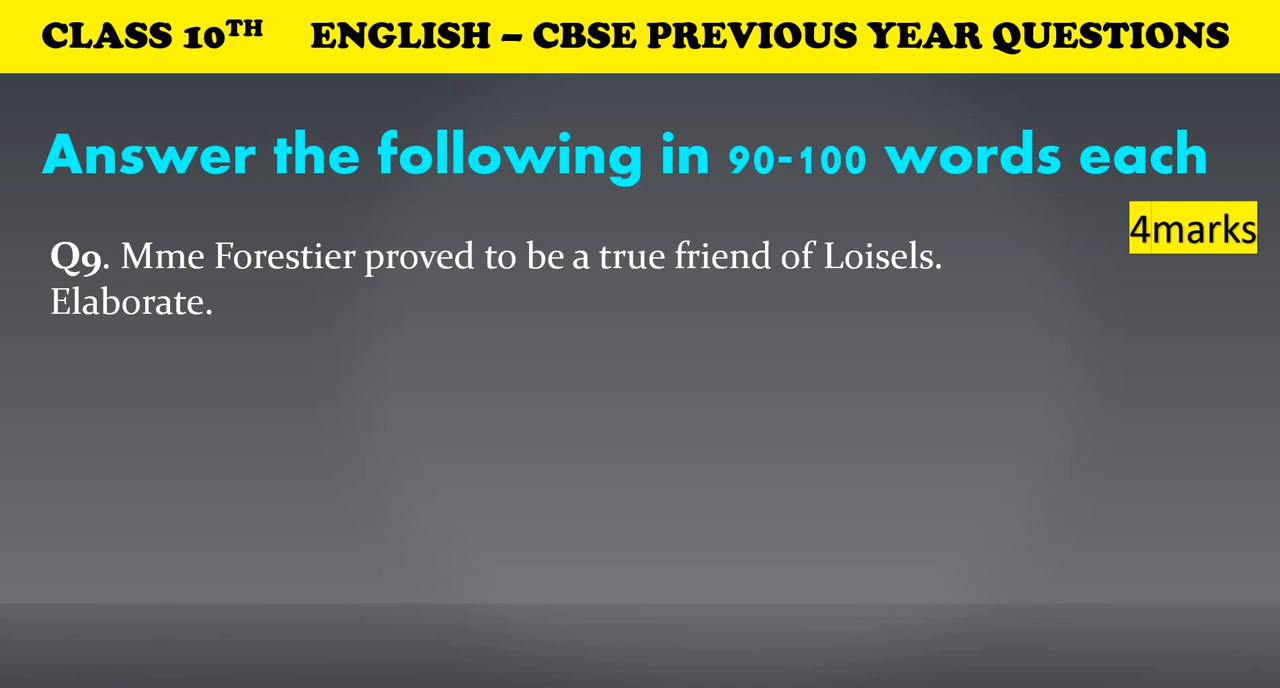 CLASS 10TH ENGLISH – CBSE PREVIOUS YEAR QUESTIONS
Answer the following in 90-100 words each
4marks
Q9. Mme Forestier proved to be a true friend of Loisels.
Elaborate.